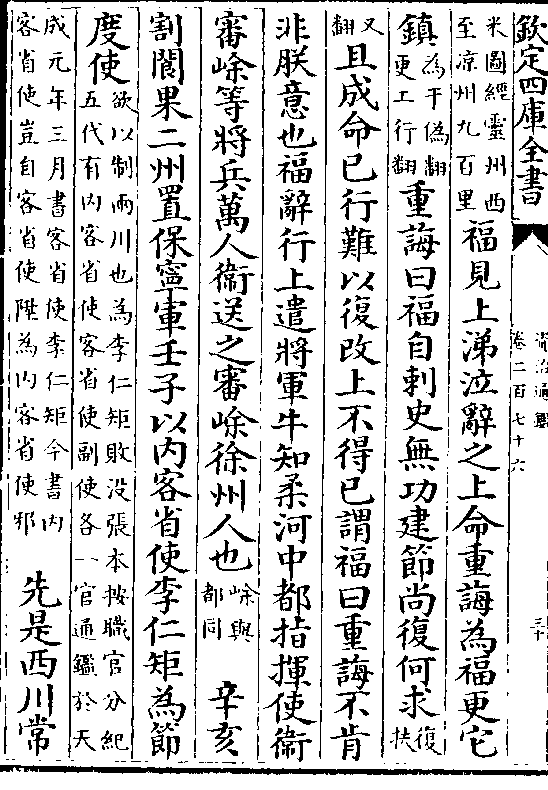 欽定四庫全書
資治通鑑
卷二百七十六
三十
米圖經靈州西
至凉州九百里
福見上涕泣辭之上命重誨為福更它
鎮
為于偽翻
更工行翻
重誨曰福自刺史無功建節尚復何求
復
扶
又
翻
且成命已行難以復改上不得已謂福曰重誨不肯
非朕意也福辭行上遣將軍牛知柔河中都指揮使衞
審㟯等將兵萬人衞送之審㟯徐州人也
㟯與
都同
辛亥
割閬果二州置保寧軍壬子以内客省使李仁矩為節
度使
欲以制兩川也為李仁矩敗没張本按職官分紀
五代有内客省使客省使副使各一官通鑑於天
成元年三月書客省使李仁矩今書内
客省使豈自客省使陞為内客省使邪
先是西川常